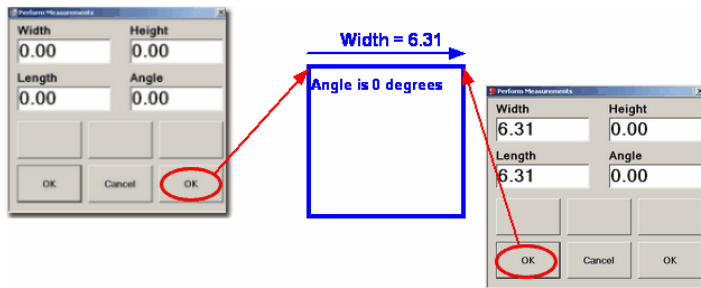 Perform Measurements
Width Height
0.00 0.00
Length Angle
0.00 0.00
OK Cancel OK
Width = 6.31
Angle is 0 degrees
Perform Measurements
Width Height
6.31 0.00
Length Angle
6.31 0.00
OK Cancel OK